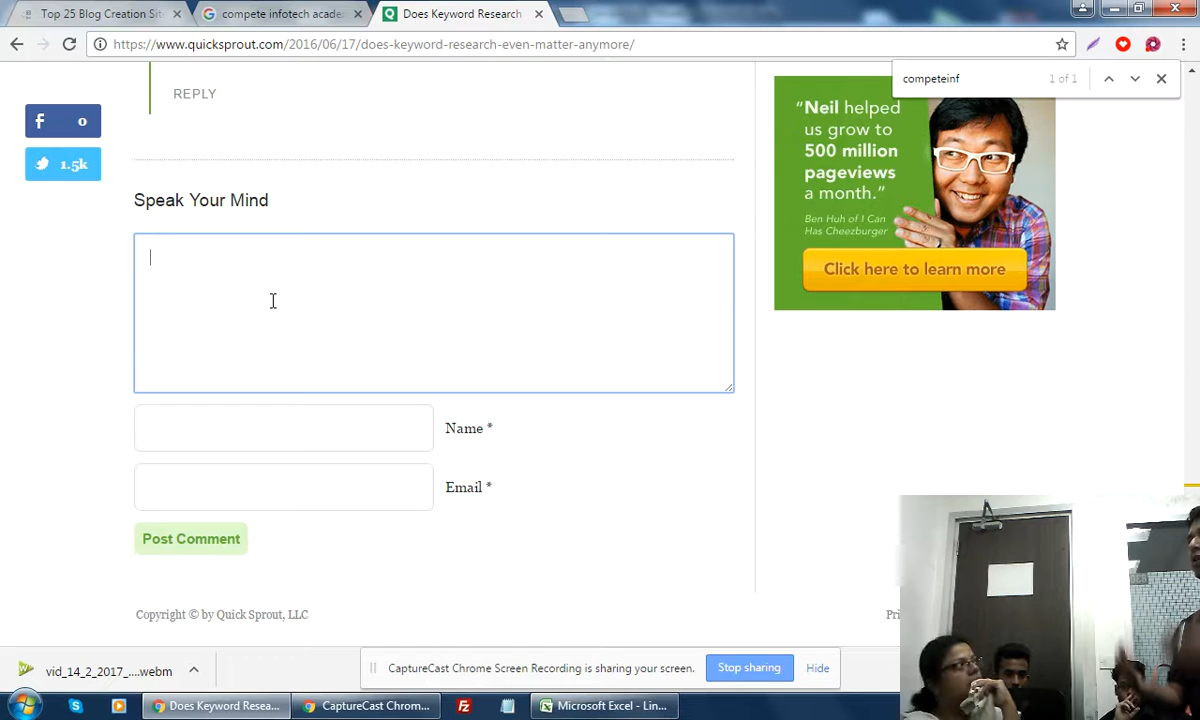 Top 25 Blog Creation Sit
compete infotech acade
Does Keyword Research
https://www.quicksprout.com/2016/06/17/does-keyword-research-even-matter-anymore/
competeinf
1 of 1
REPLY
f 0
1.5k
Speak Your Mind
Name *
Email *
Post Comment
"Neil helped
us grow to
500 million
pageviews
a month."
Ben Huh of I Can
Has Cheezburger
Click here to learn more
Copyright © by Quick Sprout, LLC
Pri
vid_14_2_2017_....webm
CaptureCast Chrome Screen Recording is sharing your screen.
Stop sharing
Hide
Does Keyword Resea...
CaptureCast Chrom...
Microsoft Excel - Lin...